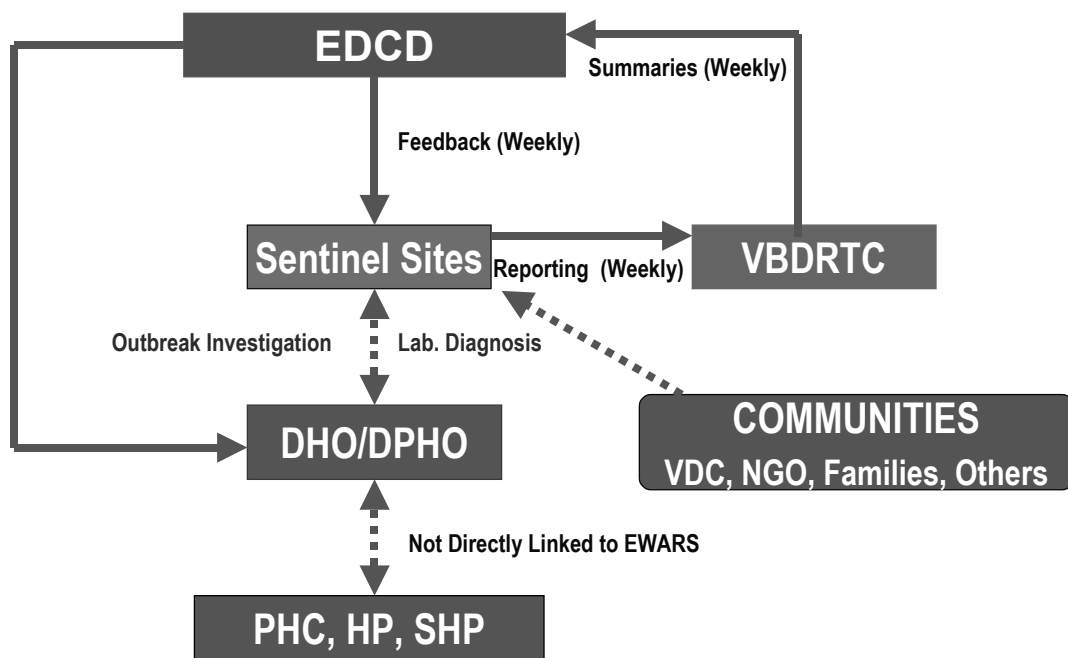 EDCD
Summaries (Weekly)
Feedback (Weekly)
Sentinel Sites
Reporting (Weekly)
VBDRTC
Outbreak Investigation
Lab. Diagnosis
DHO/DPHO
COMMUNITIES
VDC, NGO, Families, Others
Not Directly Linked to EWARS
PHC, HP, SHP